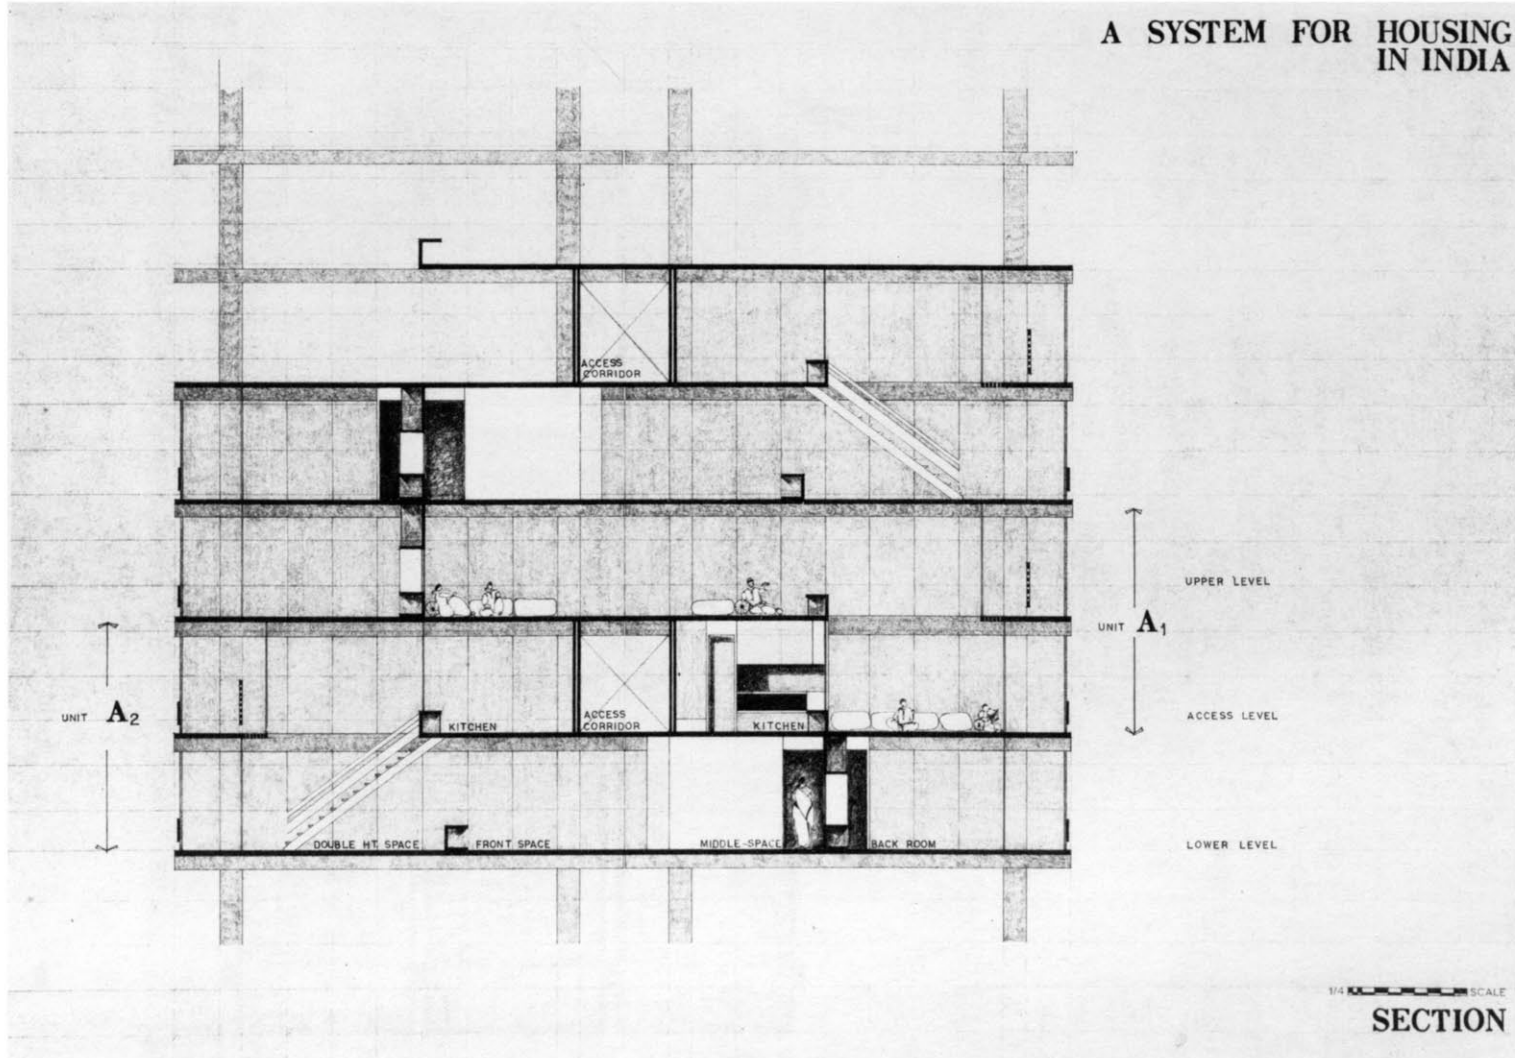 A SYSTEM FOR HOUSING
IN INDIA
ACCESS
CORRIDOR
UPPER LEVEL
UNIT A1
UNIT A2
KITCHEN
ACCESS
CORRIDOR
KITCHEN
ACCESS LEVEL
DOUBLE HT. SPACE
FRONT SPACE
MIDDLE-SPACE
BACK ROOM
LOWER LEVEL
1/4 SCALE
SECTION